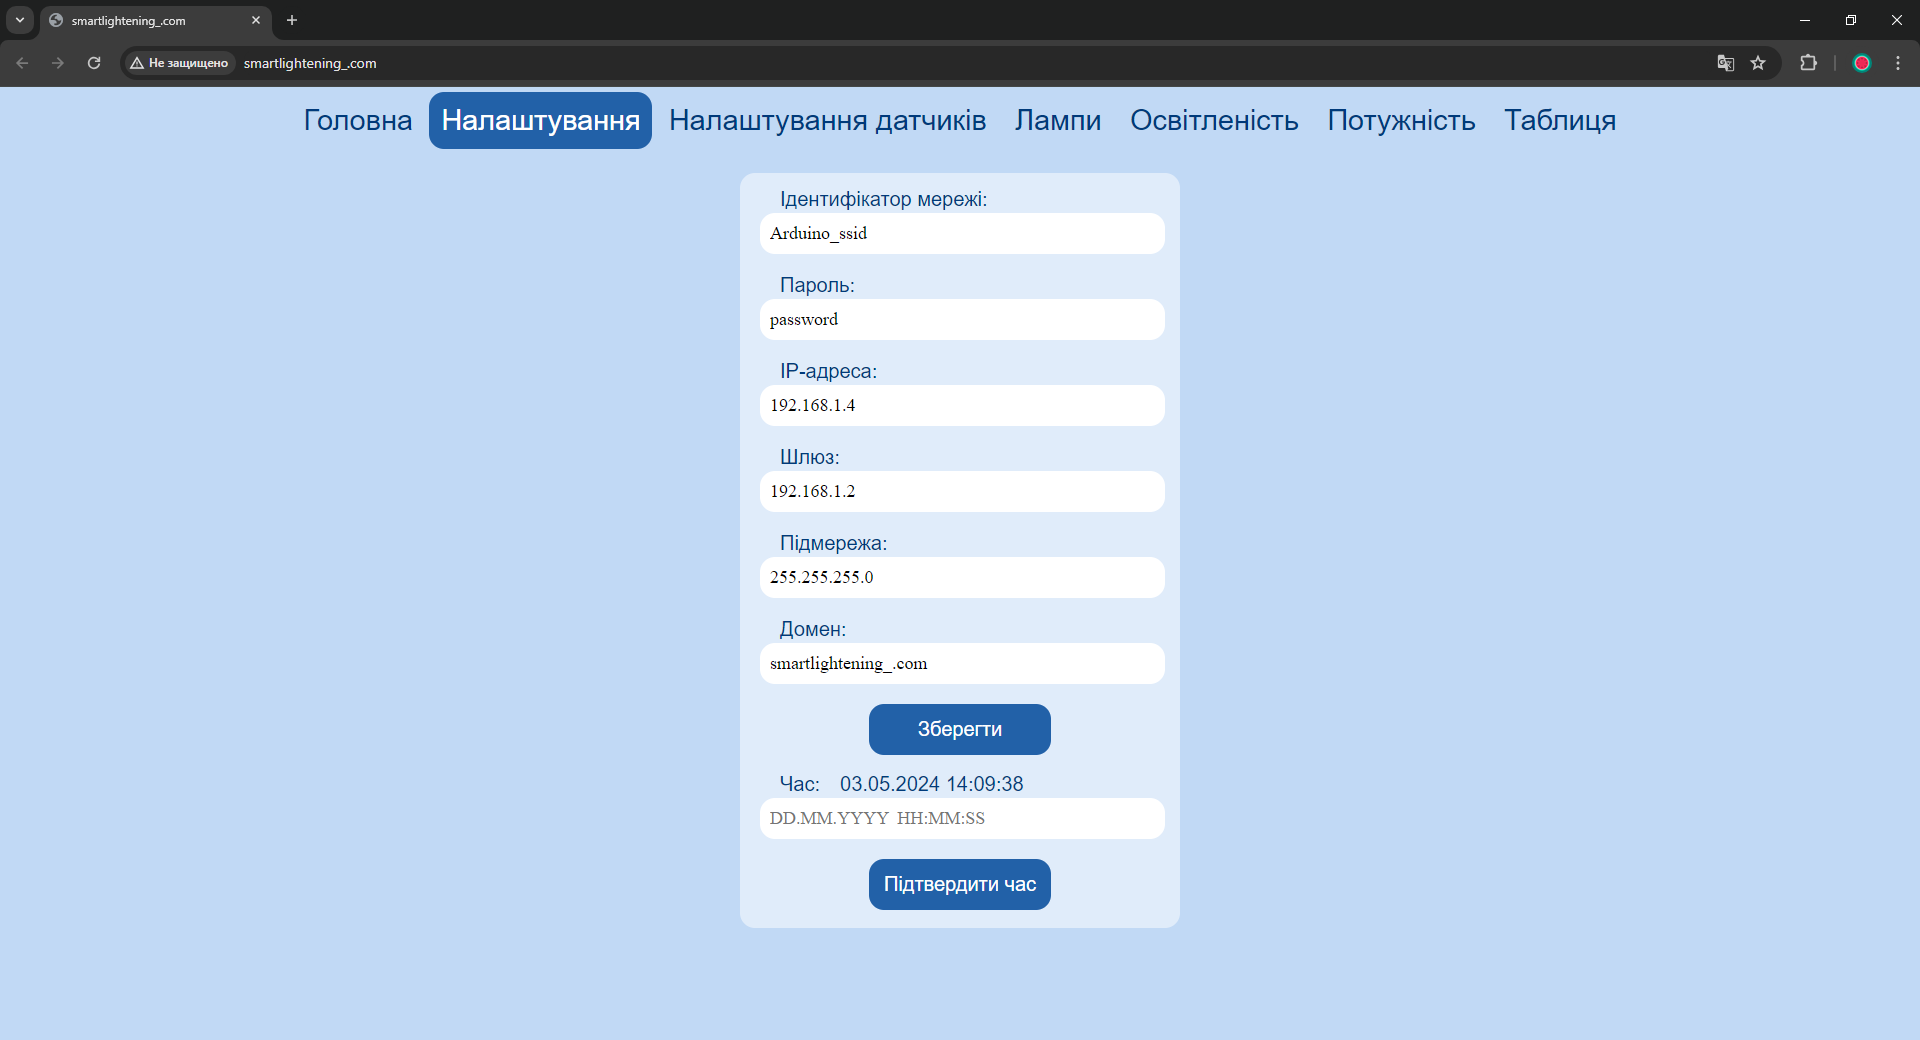 smartlightening_.com
Не защищено smartlightening_.com
Головна Налаштування Налаштування датчиків Лампи Освітленість Потужність Таблиця
Ідентифікатор мережі:
Arduino_ssid
Пароль:
password
IP-адреса:
192.168.1.4
Шлюз:
192.168.1.2
Підмережа:
255.255.255.0
Домен:
smartlightening_.com
Зберегти
Час: 03.05.2024 14:09:38
DD.MM.YYYY HH:MM:SS
Підтвердити час